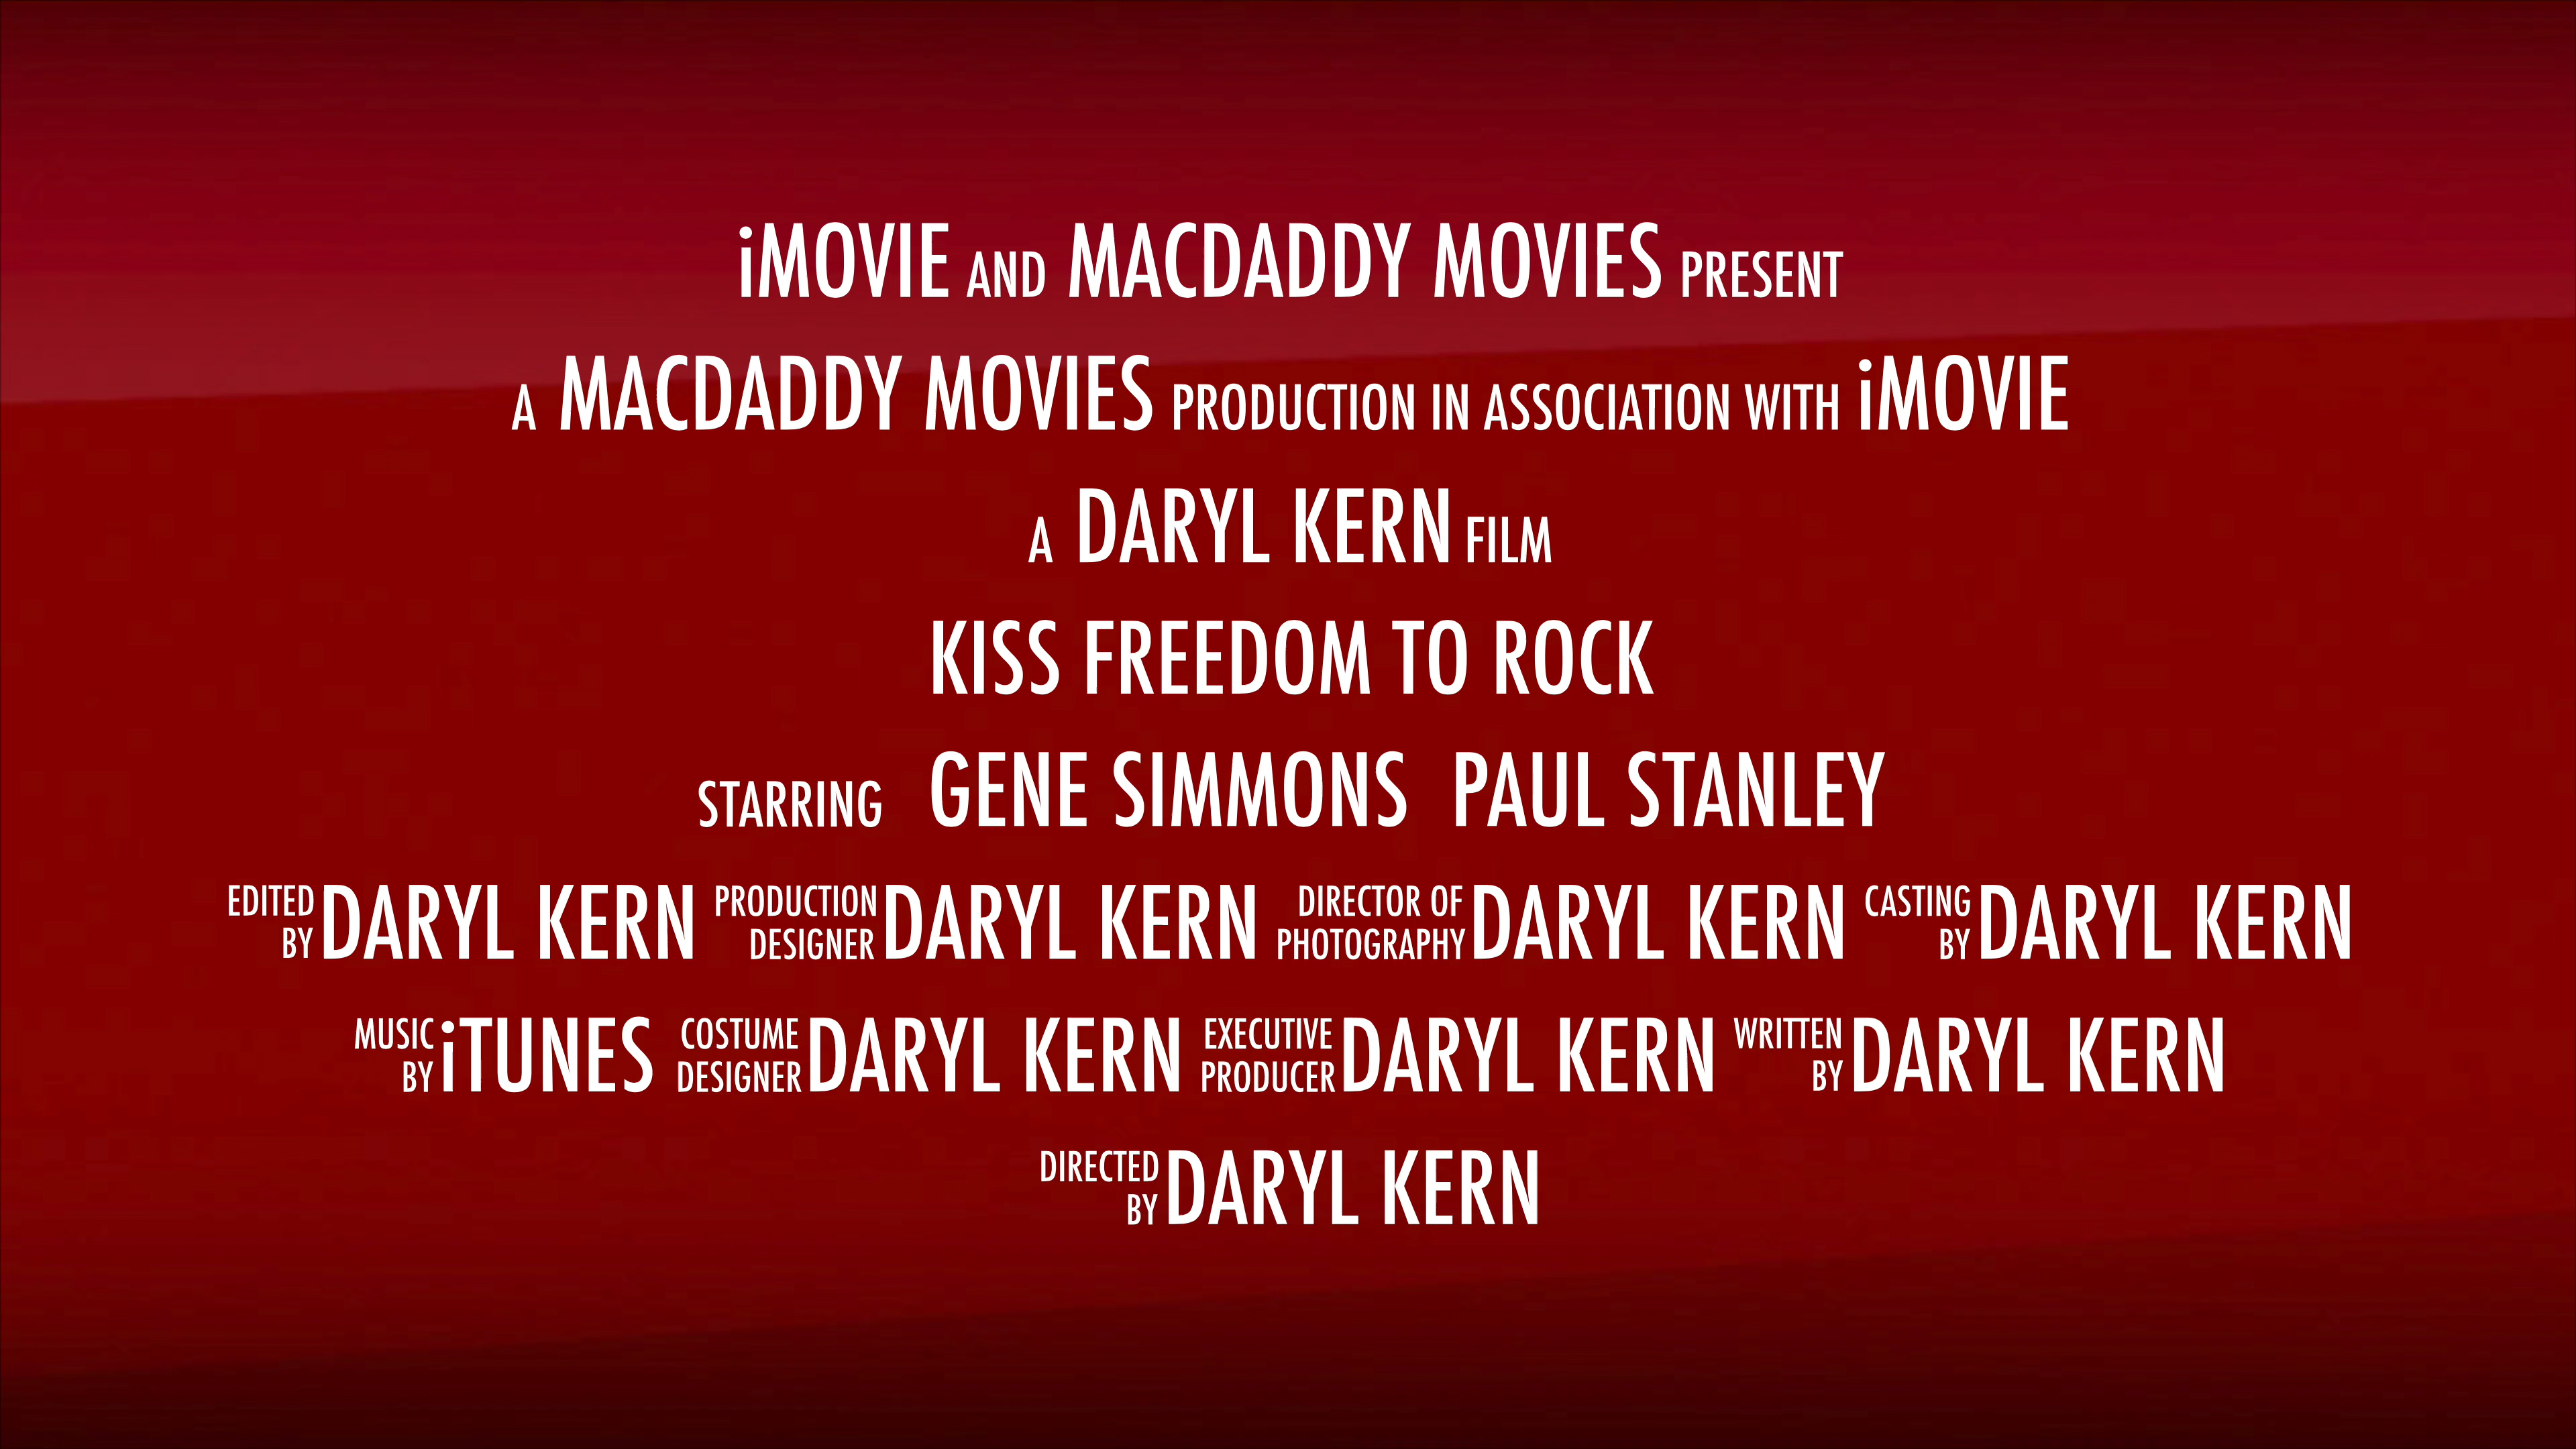 iMOVIE AND MACDADDY MOVIES PRESENT
A MACDADDY MOVIES PRODUCTION IN ASSOCIATION WITH iMOVIE
A DARYL KERN FILM
KISS FREEDOM TO ROCK
STARRING GENE SIMMONS PAUL STANLEY
EDITED BY DARYL KERN PRODUCTION DESIGNER DARYL KERN DIRECTOR OF PHOTOGRAPHY DARYL KERN CASTING BY DARYL KERN
MUSIC BY iTUNES COSTUME DESIGNER DARYL KERN EXECUTIVE PRODUCER DARYL KERN WRITTEN BY DARYL KERN
DIRECTED BY DARYL KERN